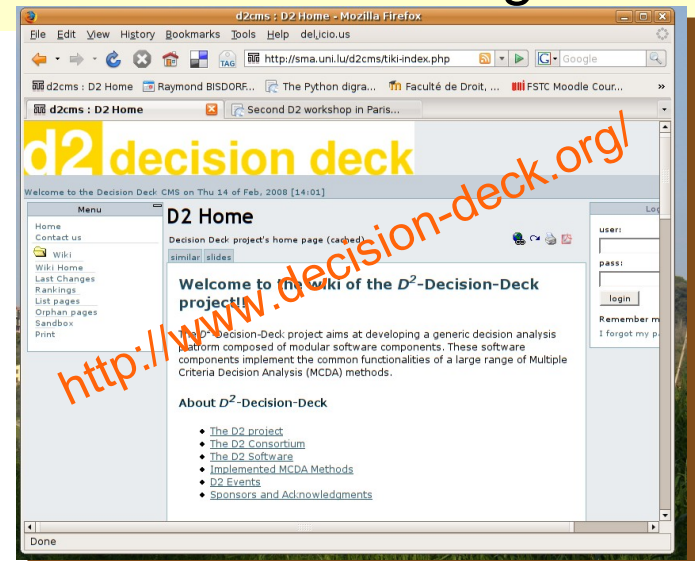 d2cms : D2 Home - Mozilla Firefox
File Edit View History Bookmarks Tools Help del.icio.us
TAG http://sma.uni.lu/d2cms/tiki-index.php G Google
d2cms : D2 Home Raymond BISDORF... The Python digra... Faculté de Droit, ... FSTC Moodle Cour... »
d2cms : D2 Home Second D2 workshop in Paris...
d2 decision deck
Welcome to the Decision Deck CMS on Thu 14 of Feb, 2008 [14:01]
Menu
Home
Contact us
Wiki
Wiki Home
Last Changes
Rankings
List pages
Orphan pages
Sandbox
Print
D2 Home
Decision Deck project's home page (cached)
similar slides
Welcome to the wiki of the D2-Decision-Deck
project!!
The D2-Decision-Deck project aims at developing a generic decision analysis
platform composed of modular software components. These software
components implement the common functionalities of a large range of Multiple
Criteria Decision Analysis (MCDA) methods.
About D2-Decision-Deck
The D2 project
The D2 Consortium
The D2 Software
Implemented MCDA Methods
D2 Events
Sponsors and Acknowledgments
user:
pass:
login
Remember m
I forgot my
http://www.decision-deck.org/
Done